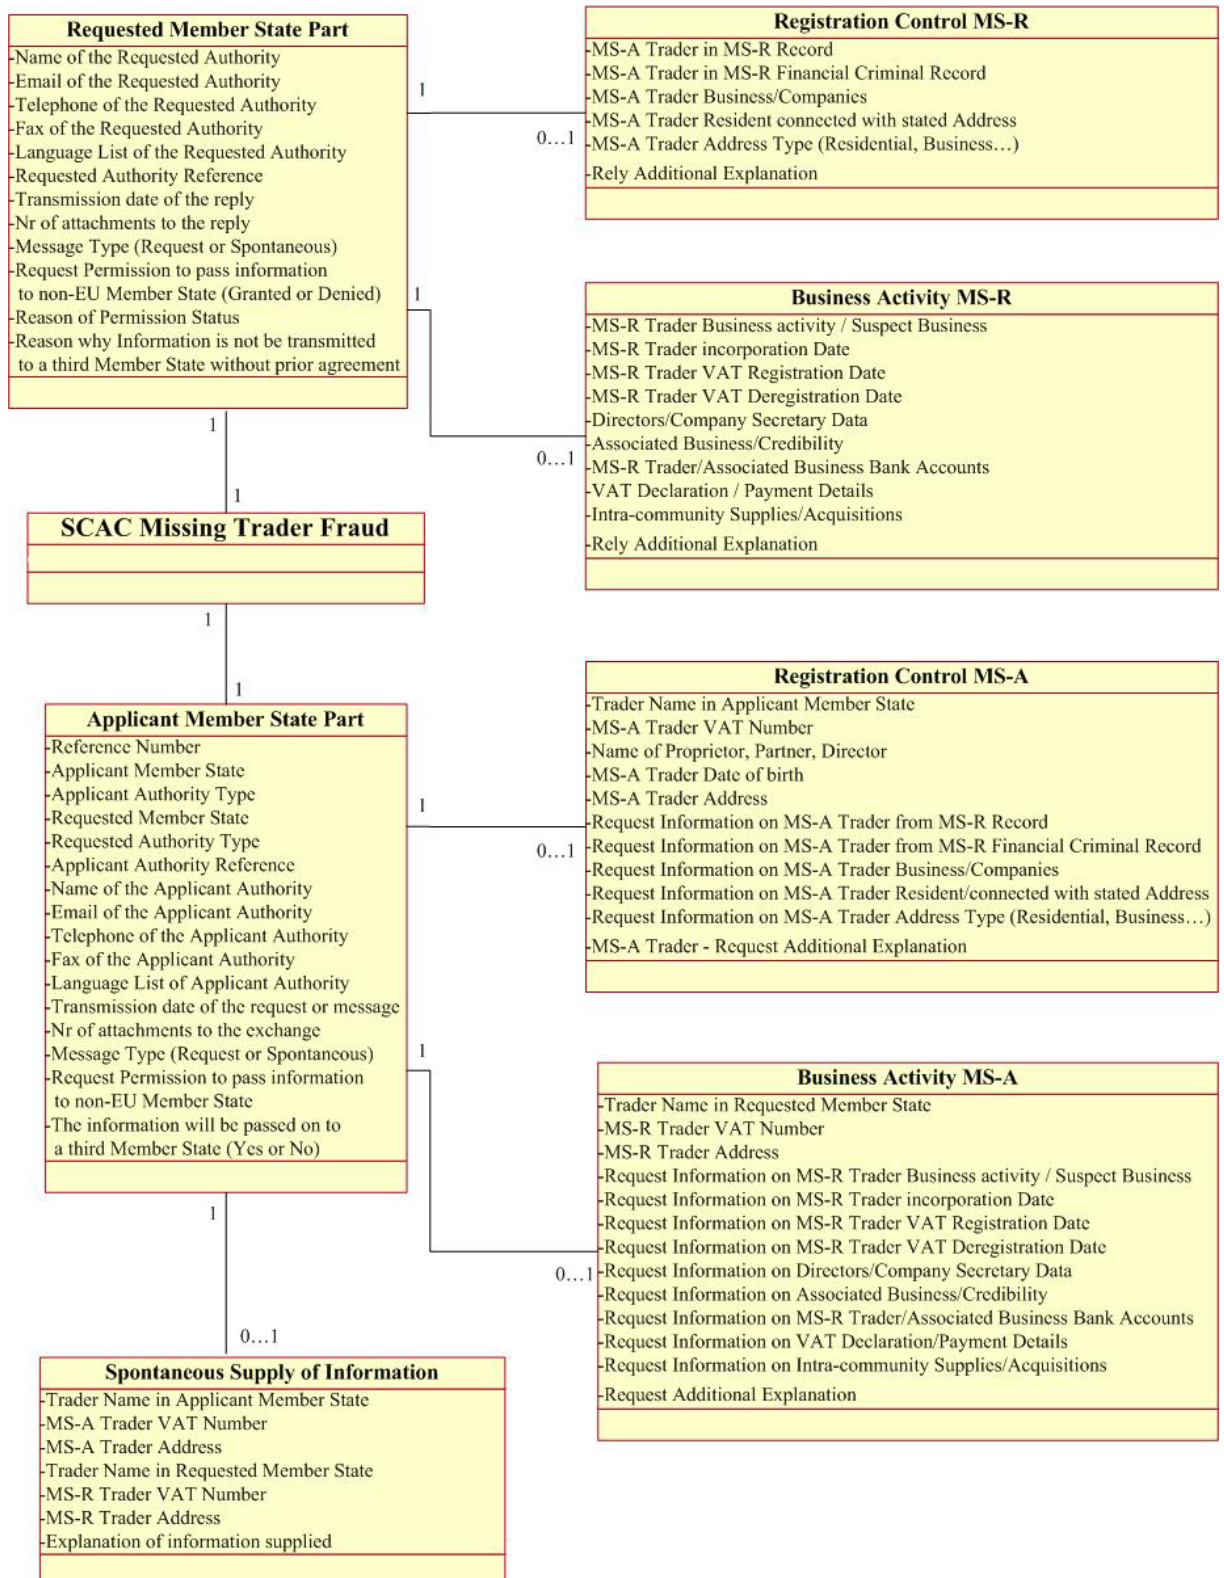 Requested Member State Part
-Name of the Requested Authority
-Email of the Requested Authority
-Telephone of the Requested Authority
-Fax of the Requested Authority
-Language List of the Requested Authority
-Requested Authority Reference
-Transmission date of the reply
-Nr of attachments to the reply
-Message Type (Request or Spontaneous)
-Request Permission to pass information
to non-EU Member State (Granted or Denied)
-Reason of Permission Status
-Reason why Information is not be transmitted
to a third Member State without prior agreement
1
0...1
Registration Control MS-R
-MS-A Trader in MS-R Record
-MS-A Trader in MS-R Financial Criminal Record
-MS-A Trader Business/Companies
-MS-A Trader Resident connected with stated Address
-MS-A Trader Address Type (Residential, Business…)
-Rely Additional Explanation
1
0...1
Business Activity MS-R
-MS-R Trader Business activity / Suspect Business
-MS-R Trader incorporation Date
-MS-R Trader VAT Registration Date
-MS-R Trader VAT Deregistration Date
-Directors/Company Secretary Data
-Associated Business/Credibility
-MS-R Trader/Associated Business Bank Accounts
-VAT Declaration / Payment Details
-Intra-community Supplies/Acquisitions
-Rely Additional Explanation
1
1
SCAC Missing Trader Fraud
1
1
Applicant Member State Part
-Reference Number
-Applicant Member State
-Applicant Authority Type
-Requested Member State
-Requested Authority Type
-Applicant Authority Reference
-Name of the Applicant Authority
-Email of the Applicant Authority
-Telephone of the Applicant Authority
-Fax of the Applicant Authority
-Language List of Applicant Authority
-Transmission date of the request or message
-Nr of attachments to the exchange
-Message Type (Request or Spontaneous)
-Request Permission to pass information
to non-EU Member State
-The information will be passed on to
a third Member State (Yes or No)
1
0...1
Registration Control MS-A
-Trader Name in Applicant Member State
-MS-A Trader VAT Number
-Name of Proprietor, Partner, Director
-MS-A Trader Date of birth
-MS-A Trader Address
-Request Information on MS-A Trader from MS-R Record
-Request Information on MS-A Trader from MS-R Financial Criminal Record
-Request Information on MS-A Trader Business/Companies
-Request Information on MS-A Trader Resident/connected with stated Address
-Request Information on MS-A Trader Address Type (Residential, Business…)
-MS-A Trader - Request Additional Explanation
1
0...1
Business Activity MS-A
-Trader Name in Requested Member State
-MS-R Trader VAT Number
-MS-R Trader Address
-Request Information on MS-R Trader Business activity / Suspect Business
-Request Information on MS-R Trader incorporation Date
-Request Information on MS-R Trader VAT Registration Date
-Request Information on MS-R Trader VAT Deregistration Date
-Request Information on Directors/Company Secretary Data
-Request Information on Associated Business/Credibility
-Request Information on MS-R Trader/Associated Business Bank Accounts
-Request Information on VAT Declaration/Payment Details
-Request Information on Intra-community Supplies/Acquisitions
-Request Additional Explanation
1
0...1
Spontaneous Supply of Information
-Trader Name in Applicant Member State
-MS-A Trader VAT Number
-MS-A Trader Address
-Trader Name in Requested Member State
-MS-R Trader VAT Number
-MS-R Trader Address
-Explanation of information supplied